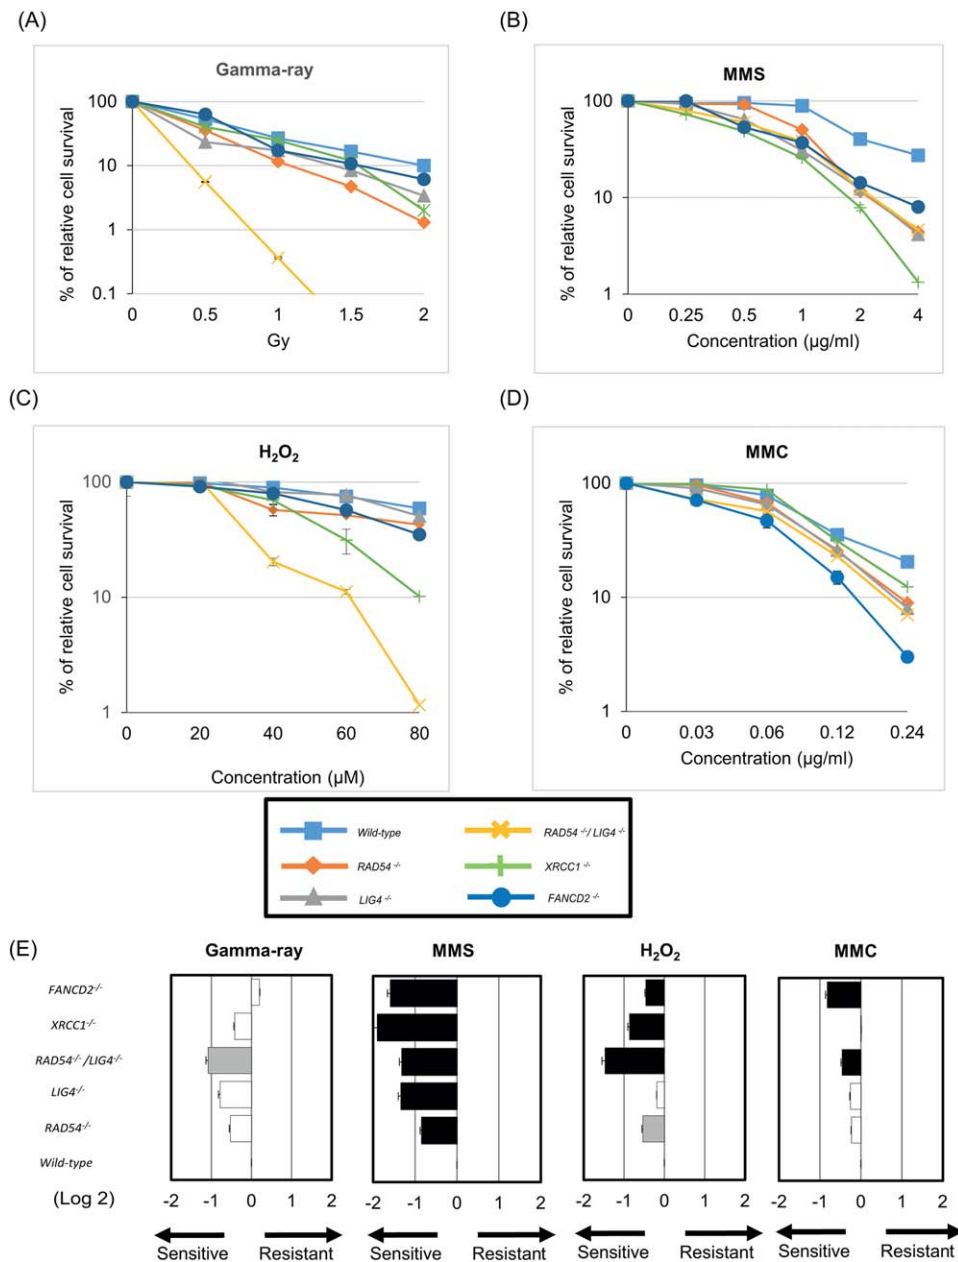 (A)
Gamma-ray
% of relative cell survival
100
10
1
0.1
0 0.5 1 1.5 2
Gy
(B)
MMS
% of relative cell survival
100
10
1
0 0.25 0.5 1 2 4
Concentration (µg/ml)
(C)
H₂O₂
% of relative cell survival
100
10
1
0 20 40 60 80
Concentration (µM)
(D)
MMC
% of relative cell survival
100
10
1
0 0.03 0.06 0.12 0.24
Concentration (µg/ml)
Wild-type
RAD54 -/-
LIG4 -/-
RAD54 -/-/ LIG4 -/-
XRCC1 -/-
FANCD2 -/-
(E)
Gamma-ray MMS H₂O₂ MMC
FANCD2-/-
XRCC1-/-
RAD54-/- /LIG4-/-
LIG4-/-
RAD54-/-
Wild-type
(Log 2)
-2 -1 0 1 2
-2 -1 0 1 2
-2 -1 0 1 2
-2 -1 0 1 2
Sensitive Resistant
Sensitive Resistant
Sensitive Resistant
Sensitive Resistant